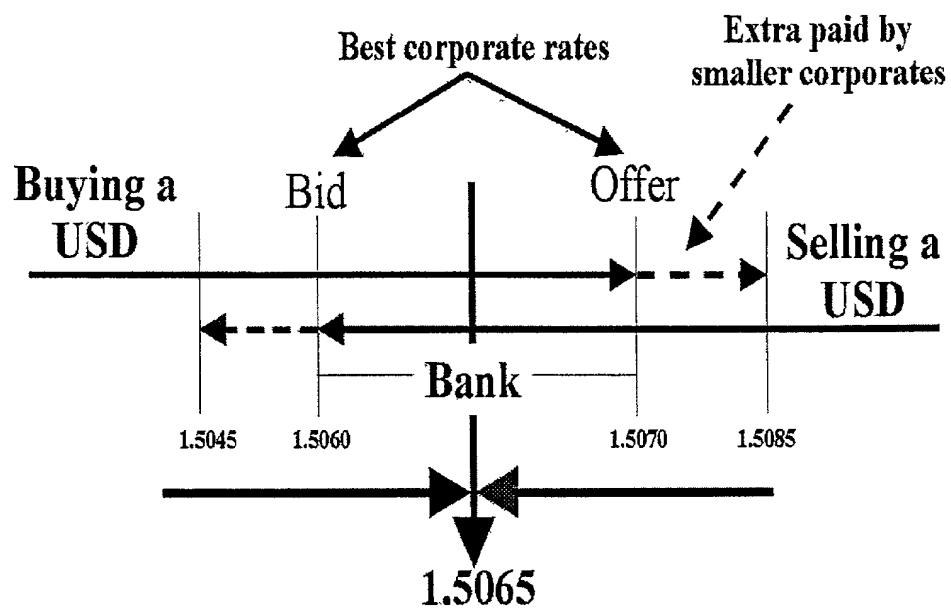 Best corporate rates
Extra paid by
smaller corporates
Buying a
USD
Bid
Offer
Selling a
USD
Bank
1.5045
1.5060
1.5070
1.5085
1.5065